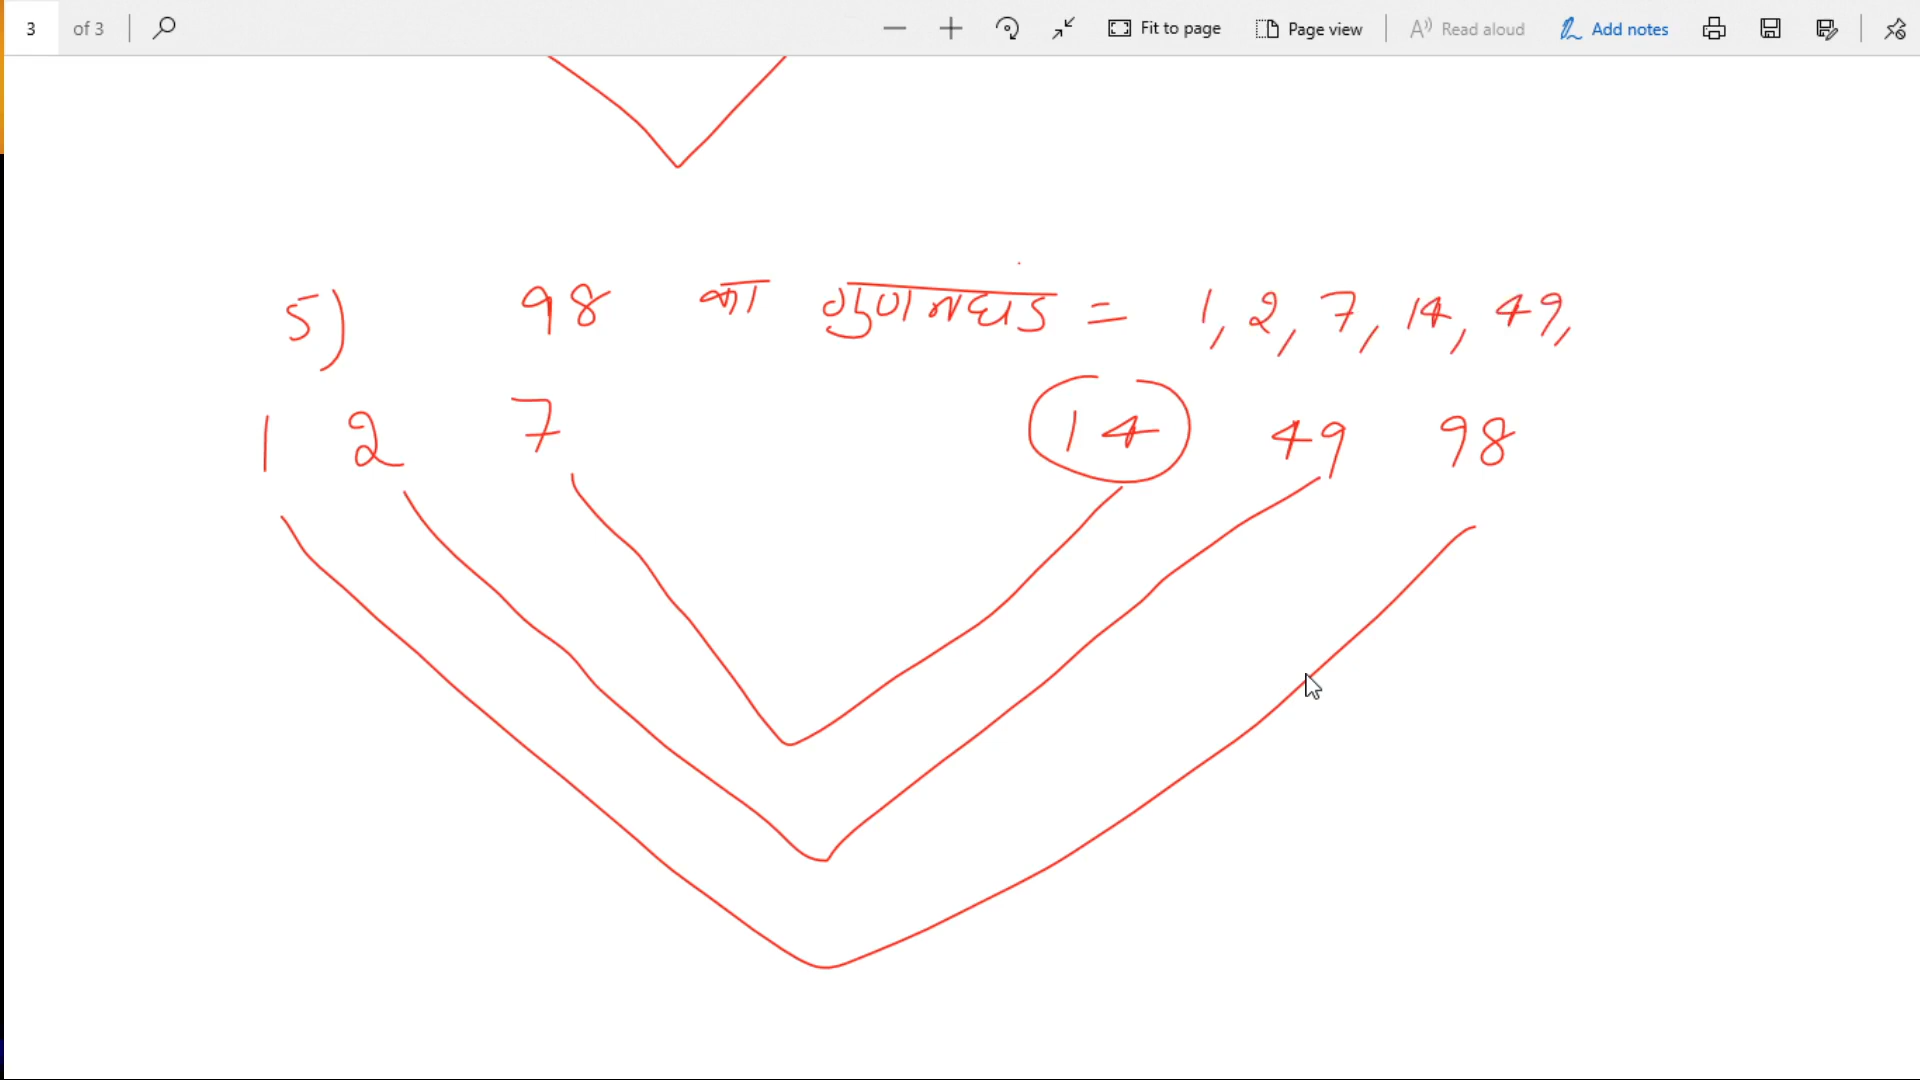 3 of 3 Fit to page Page view Read aloud Add notes
5) 98 का गुणनखंड = 1, 2, 7, 14, 49,
1 2 7 14 49 98